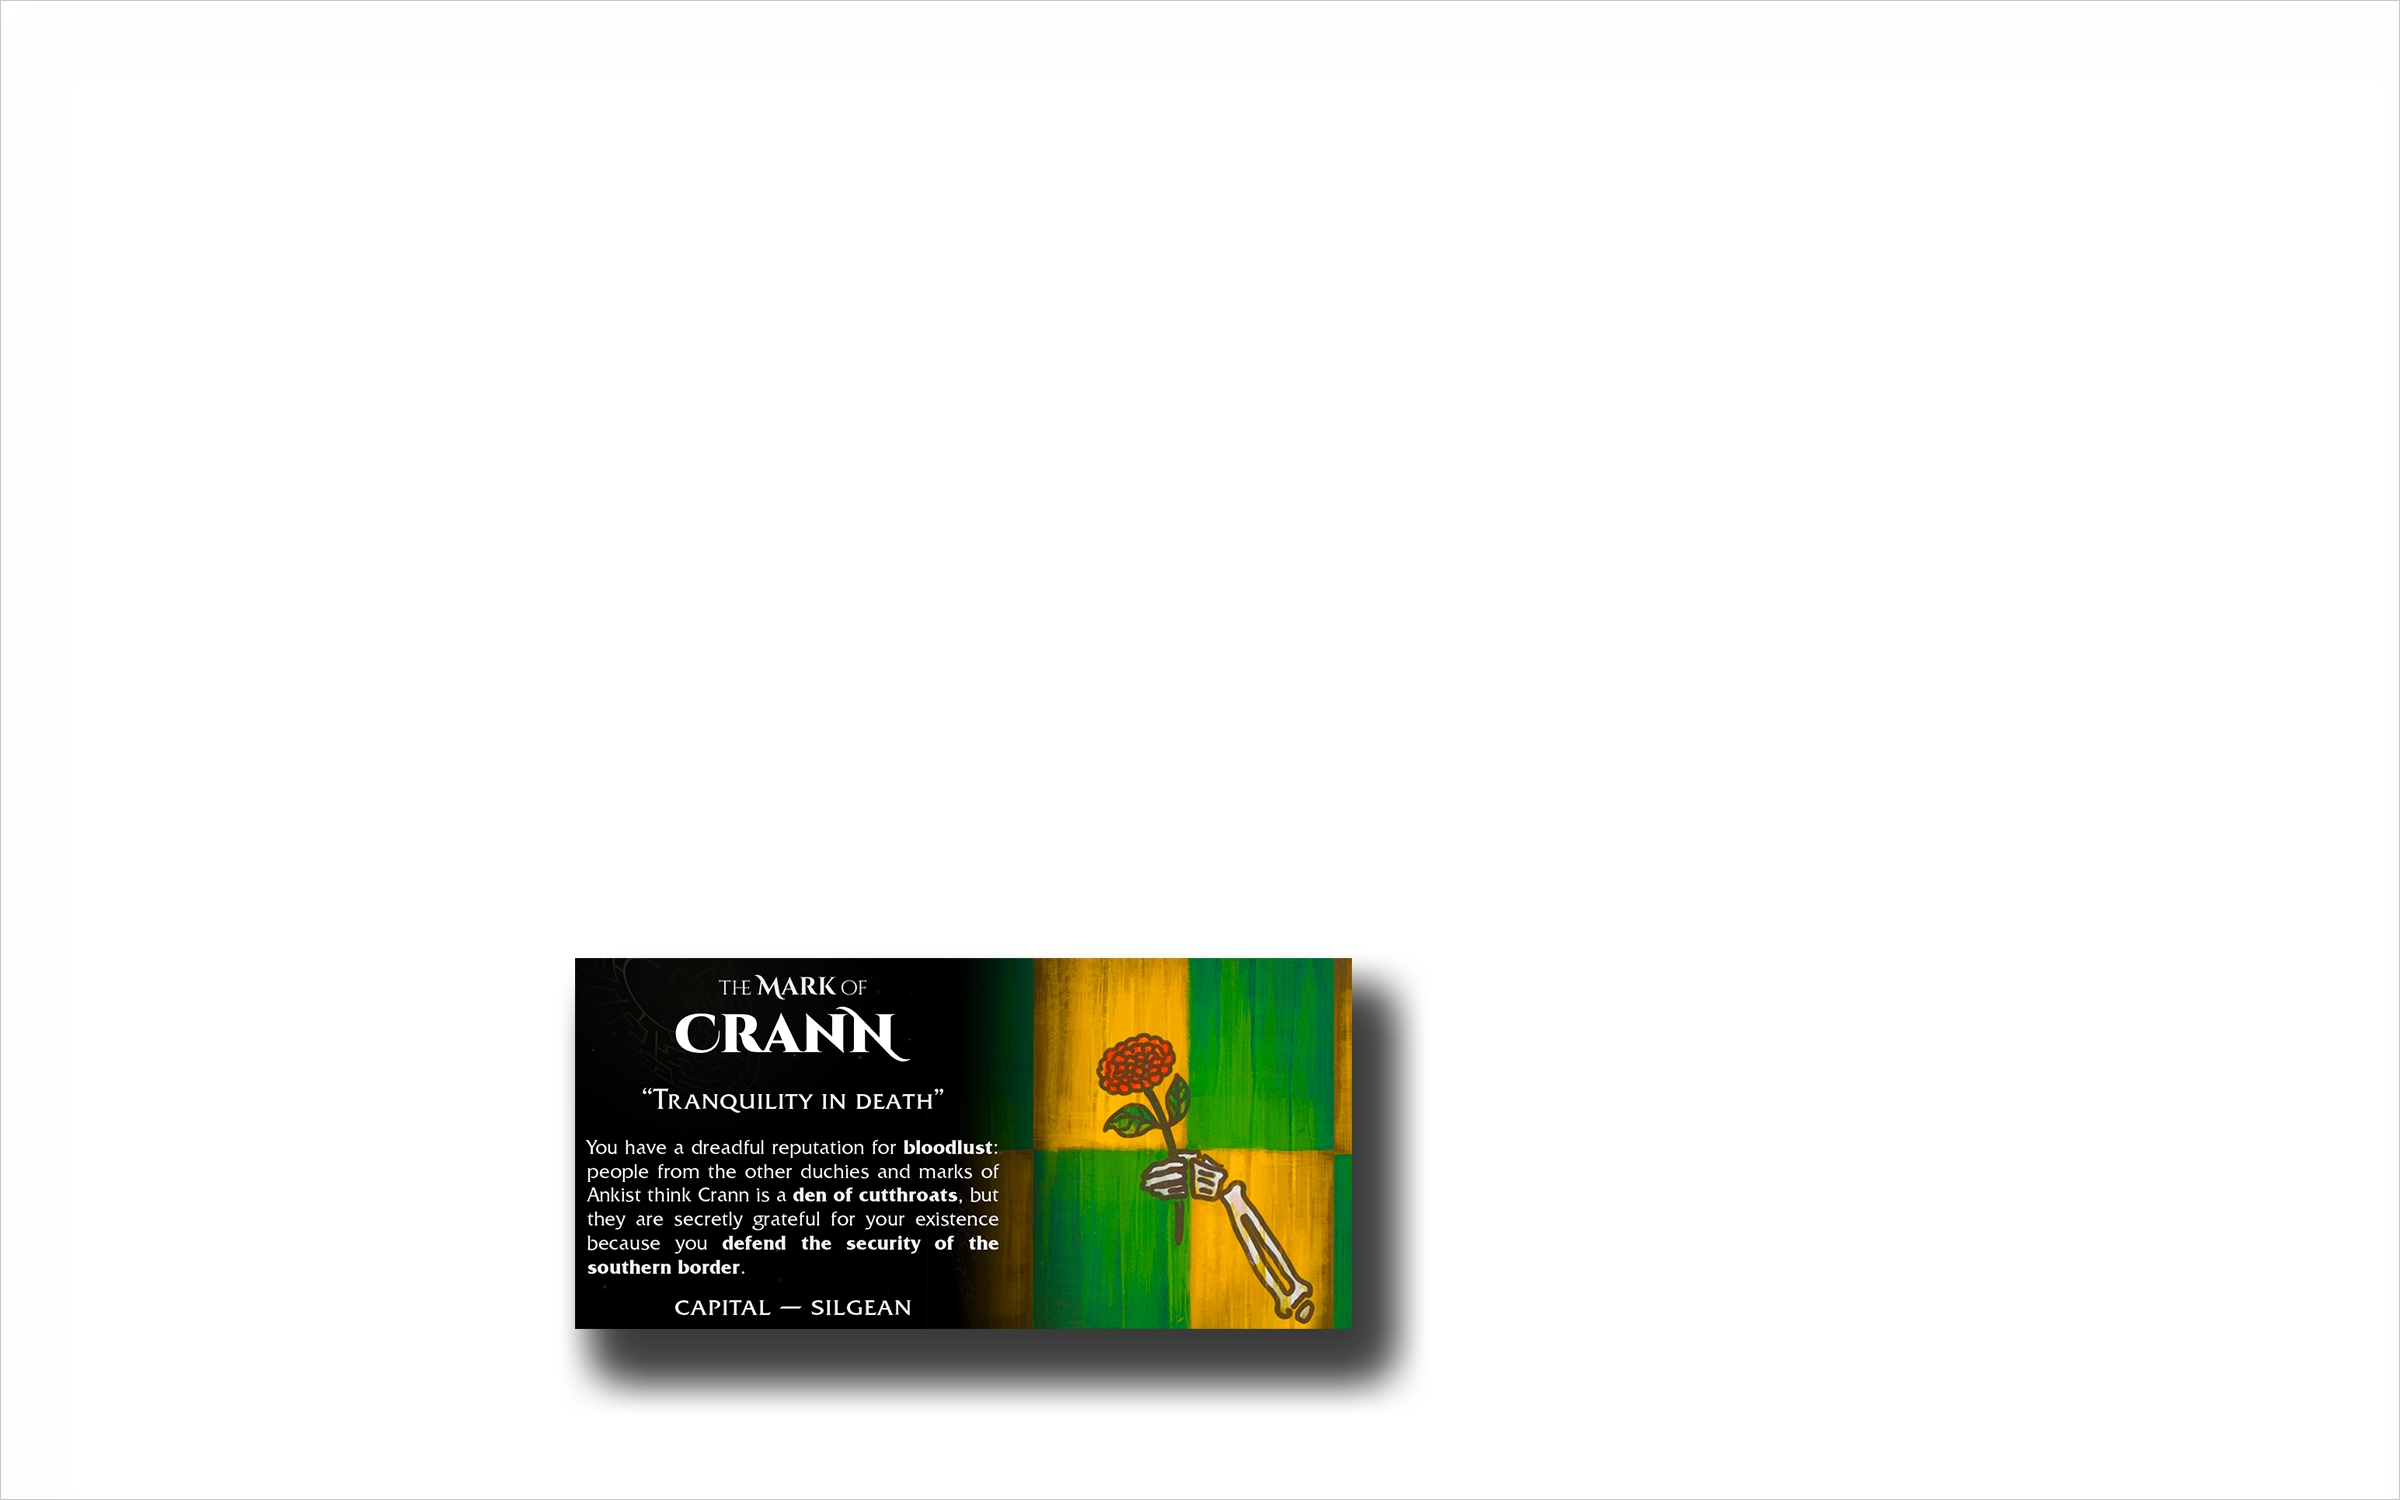 THE MARK OF
CRANN
“TRANQUILITY IN DEATH”
You have a dreadful reputation for bloodlust:
people from the other duchies and marks of
Ankist think Crann is a den of cutthroats, but
they are secretly grateful for your existence
because you defend the security of the
southern border.
CAPITAL — SILGEAN